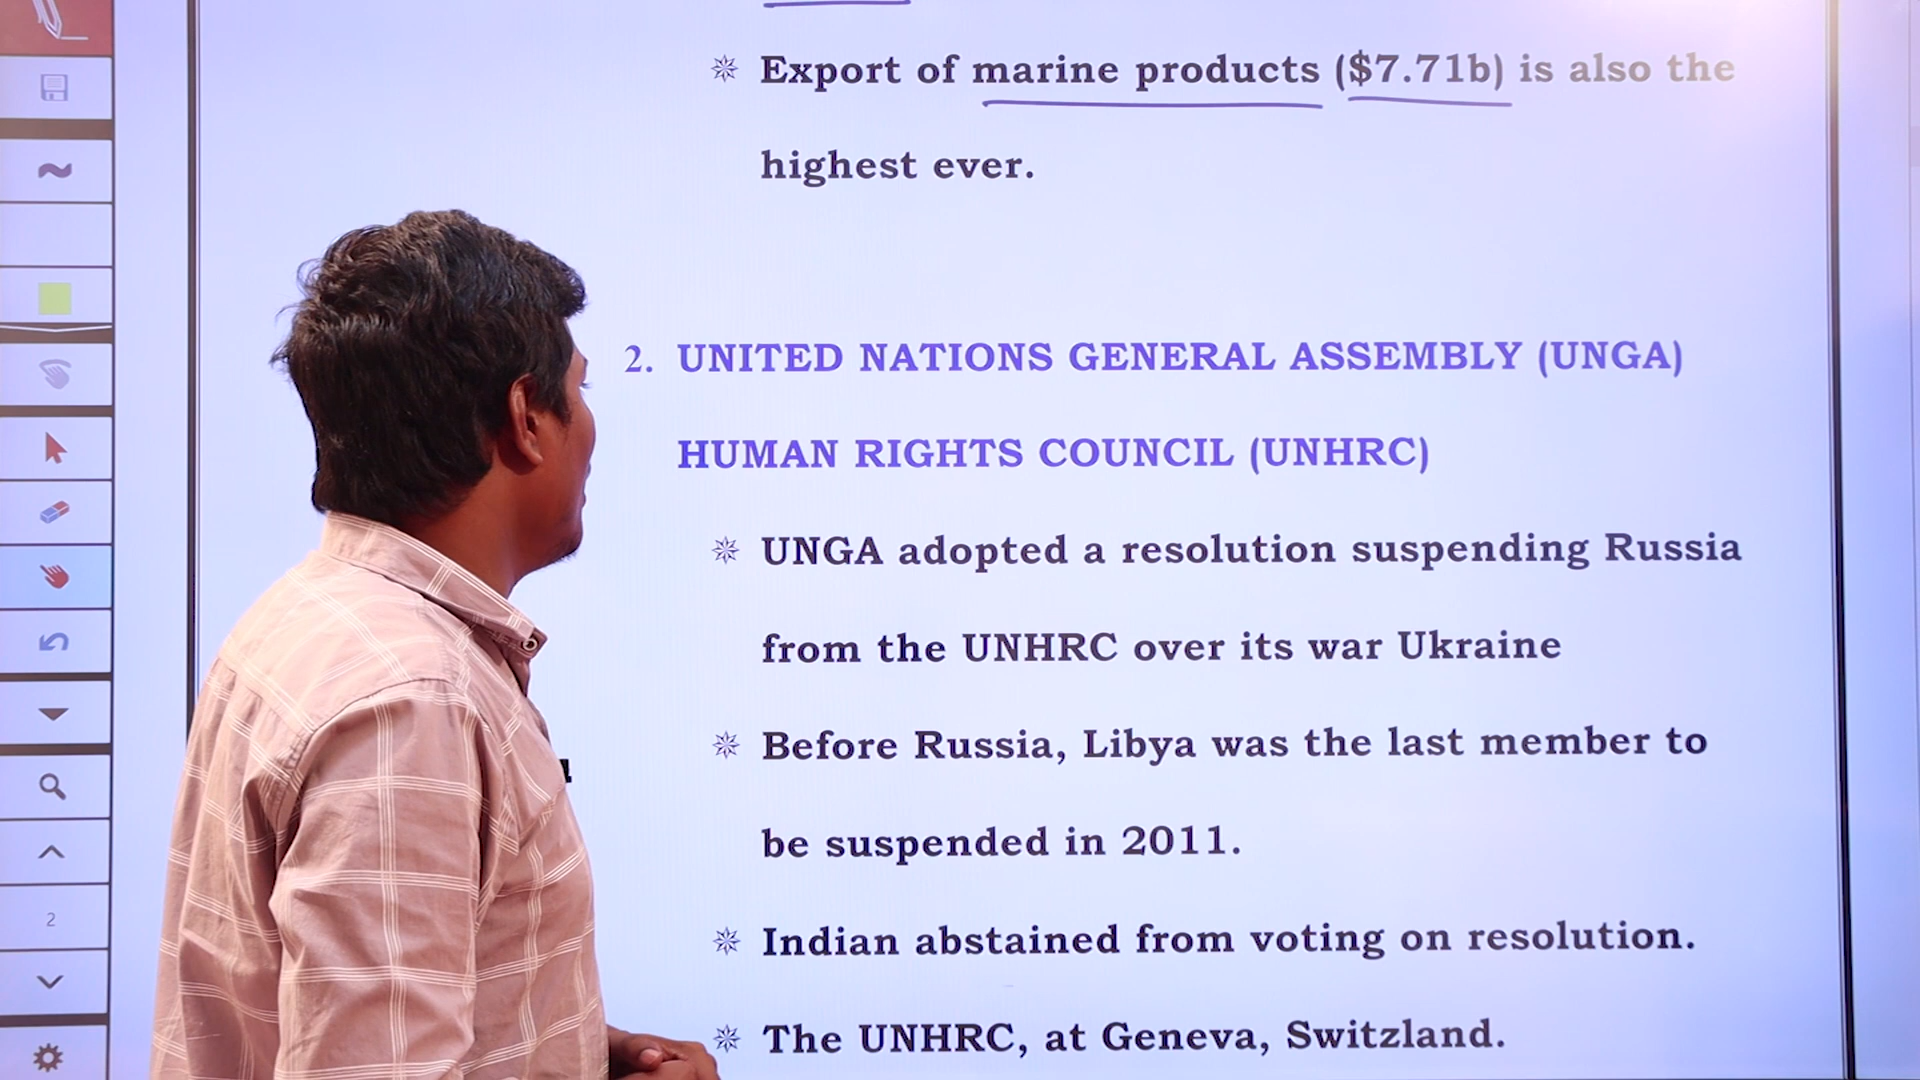 ✵ Export of marine products ($7.71b) is also the
highest ever.
2. UNITED NATIONS GENERAL ASSEMBLY (UNGA)
HUMAN RIGHTS COUNCIL (UNHRC)
✵ UNGA adopted a resolution suspending Russia
from the UNHRC over its war Ukraine
✵ Before Russia, Libya was the last member to
be suspended in 2011.
✵ Indian abstained from voting on resolution.
✵ The UNHRC, at Geneva, Switzland.
2